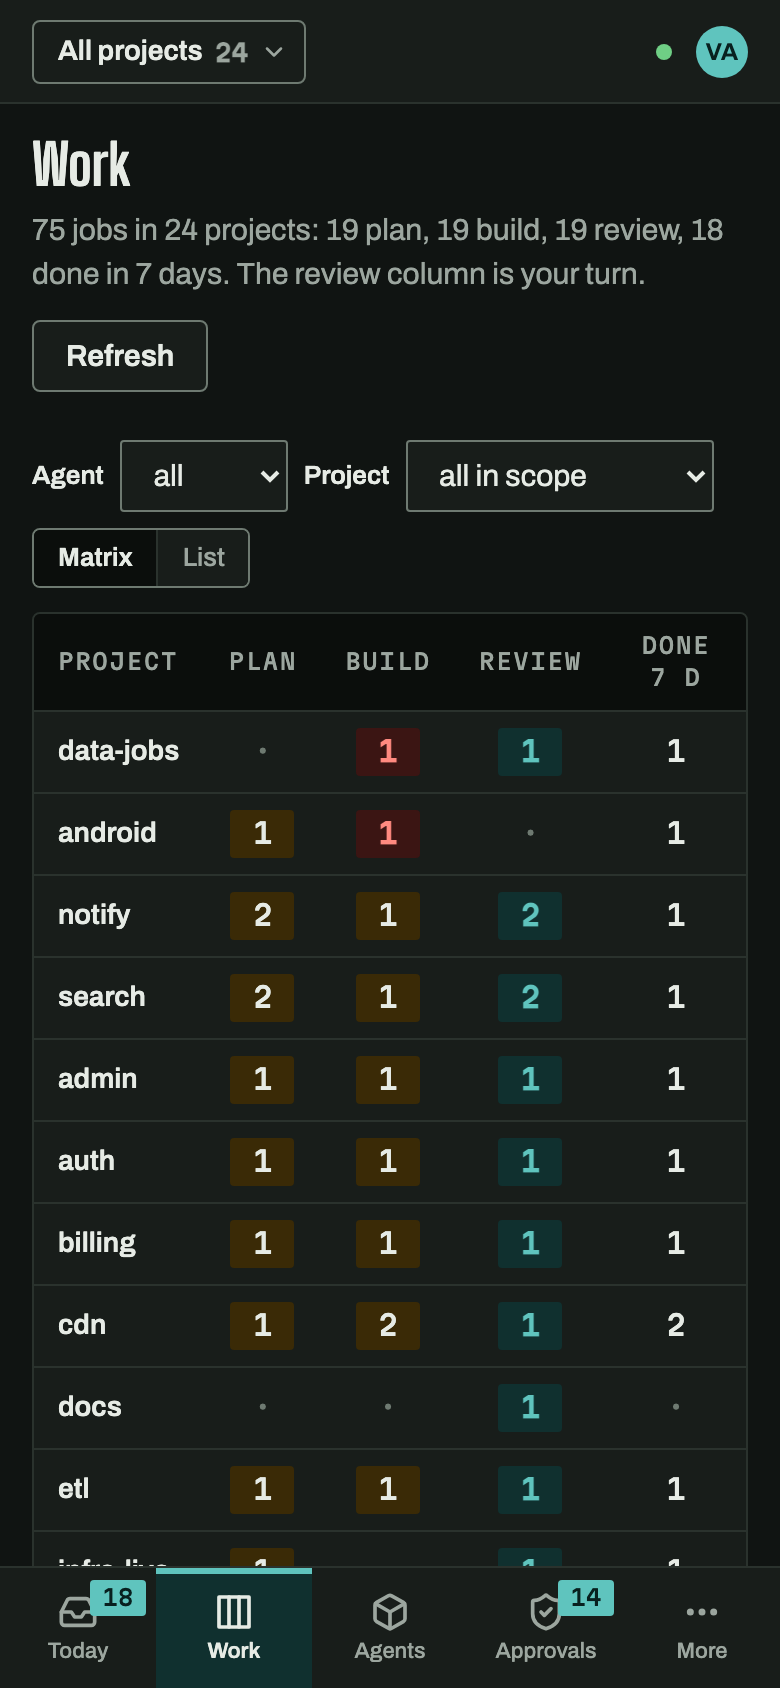 All projects 24
VA
Work
75 jobs in 24 projects: 19 plan, 19 build, 19 review, 18
done in 7 days. The review column is your turn.
Refresh
Agent all Project all in scope
Matrix List
PROJECT PLAN BUILD REVIEW DONE 7 D
data-jobs · 1 1 1
android 1 1 · 1
notify 2 1 2 1
search 2 1 2 1
admin 1 1 1 1
auth 1 1 1 1
billing 1 1 1 1
cdn 1 2 1 2
docs · · 1 ·
etl 1 1 1 1
18 14
Today Work Agents Approvals More